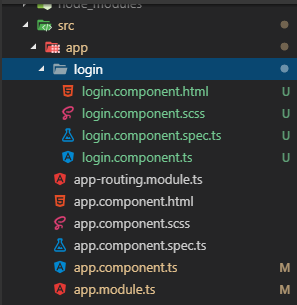 node_modules
src
app
login
login.component.html U
login.component.scss U
login.component.spec.ts U
login.component.ts U
app-routing.module.ts
app.component.html
app.component.scss
app.component.spec.ts
app.component.ts M
app.module.ts M